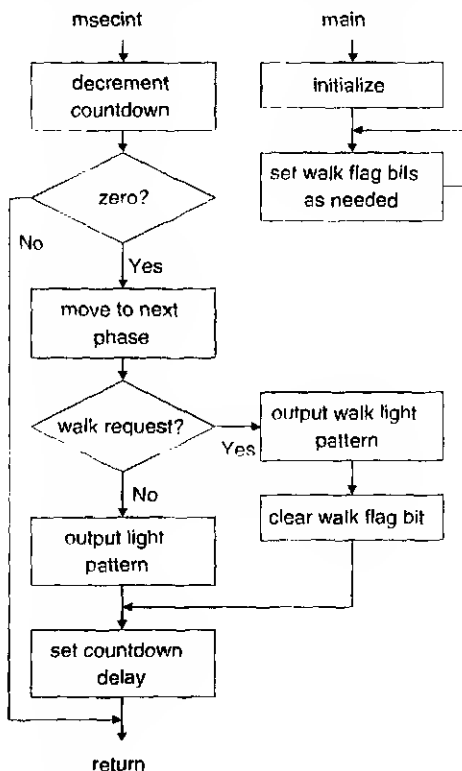 msecint
main
decrement
countdown
initialize
zero?
set walk flag bits
as needed
No
Yes
move to next
phase
walk request?
Yes
output walk light
pattern
No
clear walk flag bit
output light
pattern
set countdown
delay
return